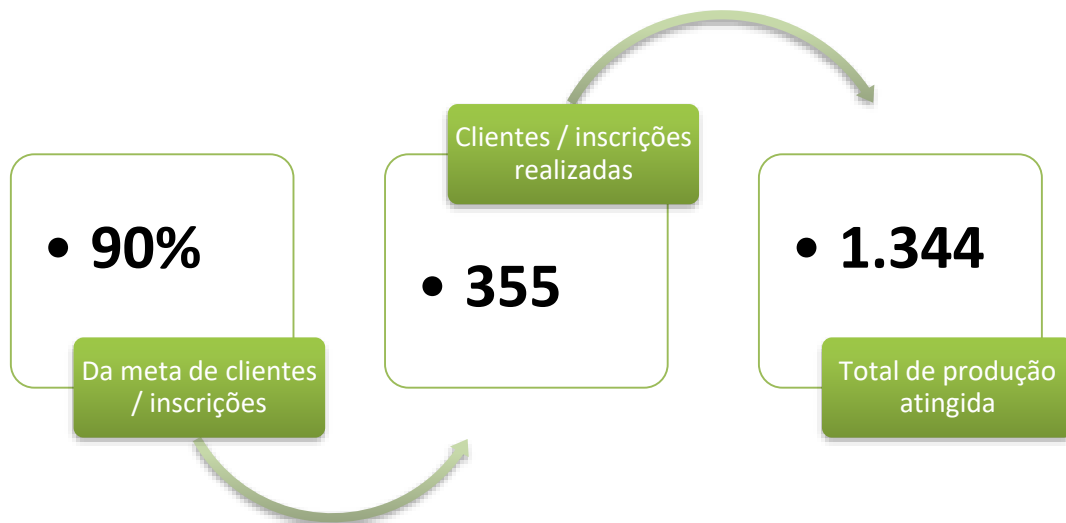 • 90%
Da meta de clientes
/ inscrições
Clientes / inscrições
realizadas
• 355
• 1.344
Total de produção
atingida